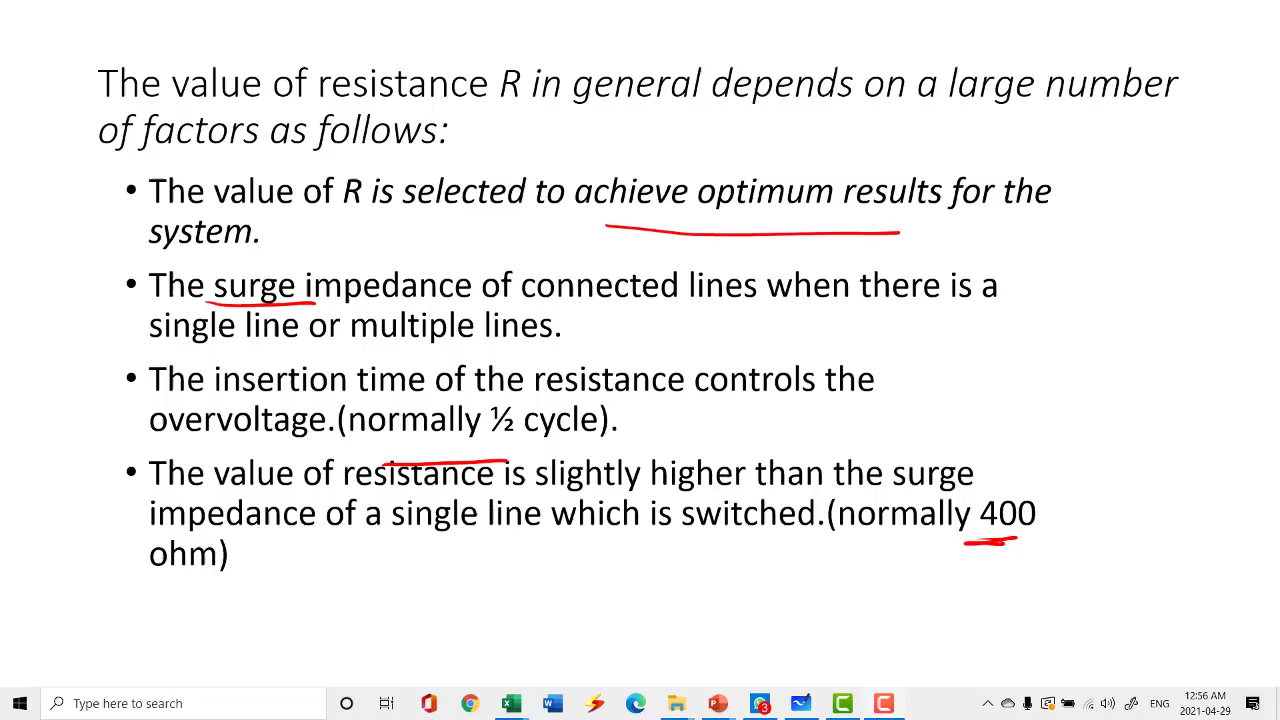 The value of resistance R in general depends on a large number
of factors as follows:
• The value of R is selected to achieve optimum results for the
system.
• The surge impedance of connected lines when there is a
single line or multiple lines.
• The insertion time of the resistance controls the
overvoltage.(normally ½ cycle).
• The value of resistance is slightly higher than the surge
impedance of a single line which is switched.(normally 400
ohm)
Type here to search
3
ENG
12:56 AM
2021-04-29